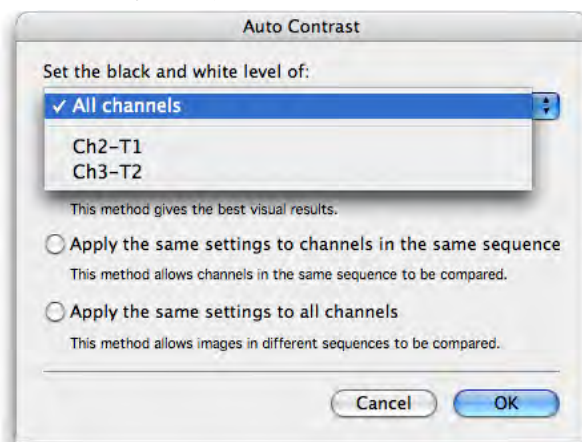 Auto Contrast
Set the black and white level of:
✓ All channels
Ch2-T1
Ch3-T2
This method gives the best visual results.
Apply the same settings to channels in the same sequence
This method allows channels in the same sequence to be compared.
Apply the same settings to all channels
This method allows images in different sequences to be compared.
Cancel
OK